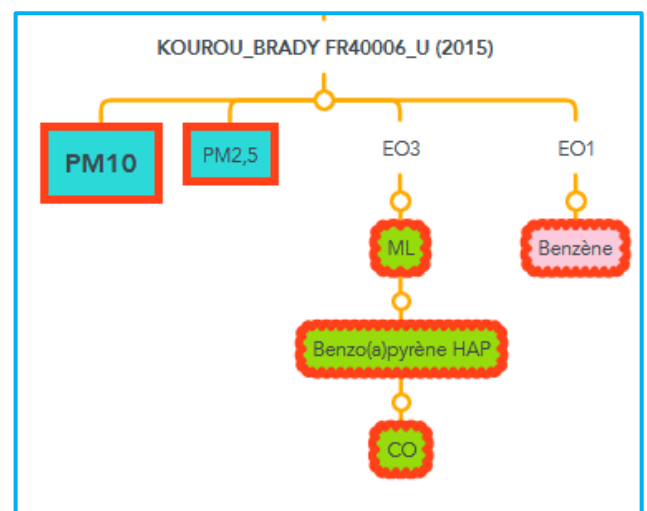 KOUROU_BRADY FR40006_U (2015)
PM10
PM2,5
EO3
EO1
ML
Benzène
Benzo(a)pyrène HAP
CO